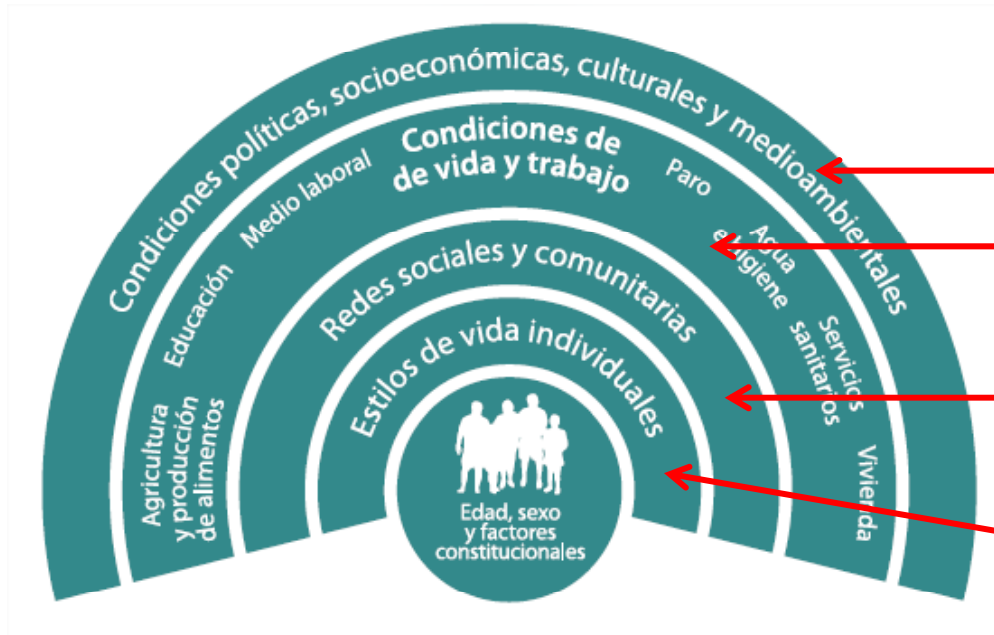 Condiciones políticas, socioeconómicas, culturales y medioambientales
Condiciones de
de vida y trabajo
Agricultura
y producción
de alimentos
Educación
Medio laboral
Paro
Agua
e higiene
Servicios
sanitarios
Vivienda
Redes sociales y comunitarias
Estilos de vida individuales
Edad, sexo
y factores
constitucionales